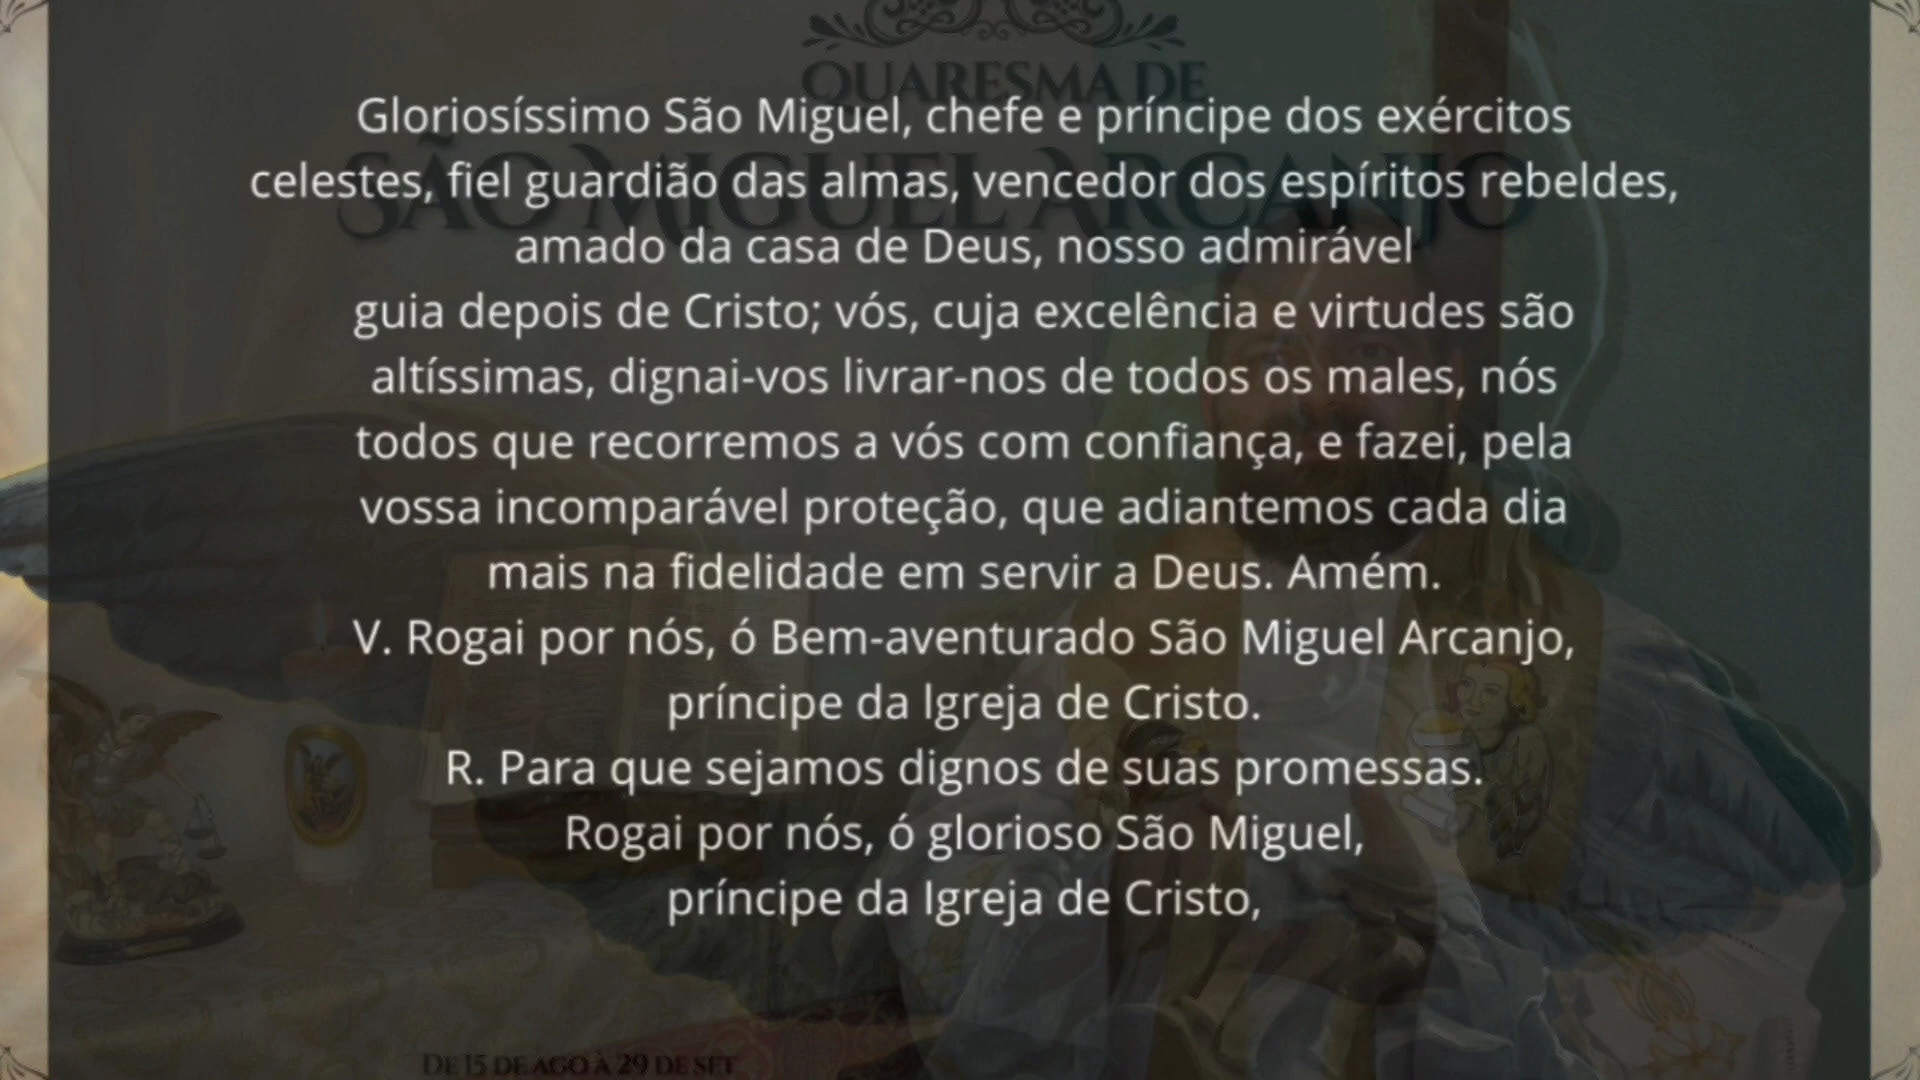 QUARESMA DE
SÃO MIGUEL ARCANJO
Gloriosíssimo São Miguel, chefe e príncipe dos exércitos
celestes, fiel guardião das almas, vencedor dos espíritos rebeldes,
amado da casa de Deus, nosso admirável
guia depois de Cristo; vós, cuja excelência e virtudes são
altíssimas, dignai-vos livrar-nos de todos os males, nós
todos que recorremos a vós com confiança, e fazei, pela
vossa incomparável proteção, que adiantemos cada dia
mais na fidelidade em servir a Deus. Amém.
V. Rogai por nós, ó Bem-aventurado São Miguel Arcanjo,
príncipe da Igreja de Cristo.
R. Para que sejamos dignos de suas promessas.
Rogai por nós, ó glorioso São Miguel,
príncipe da Igreja de Cristo,
DE 15 DE AGO À 29 DE SET